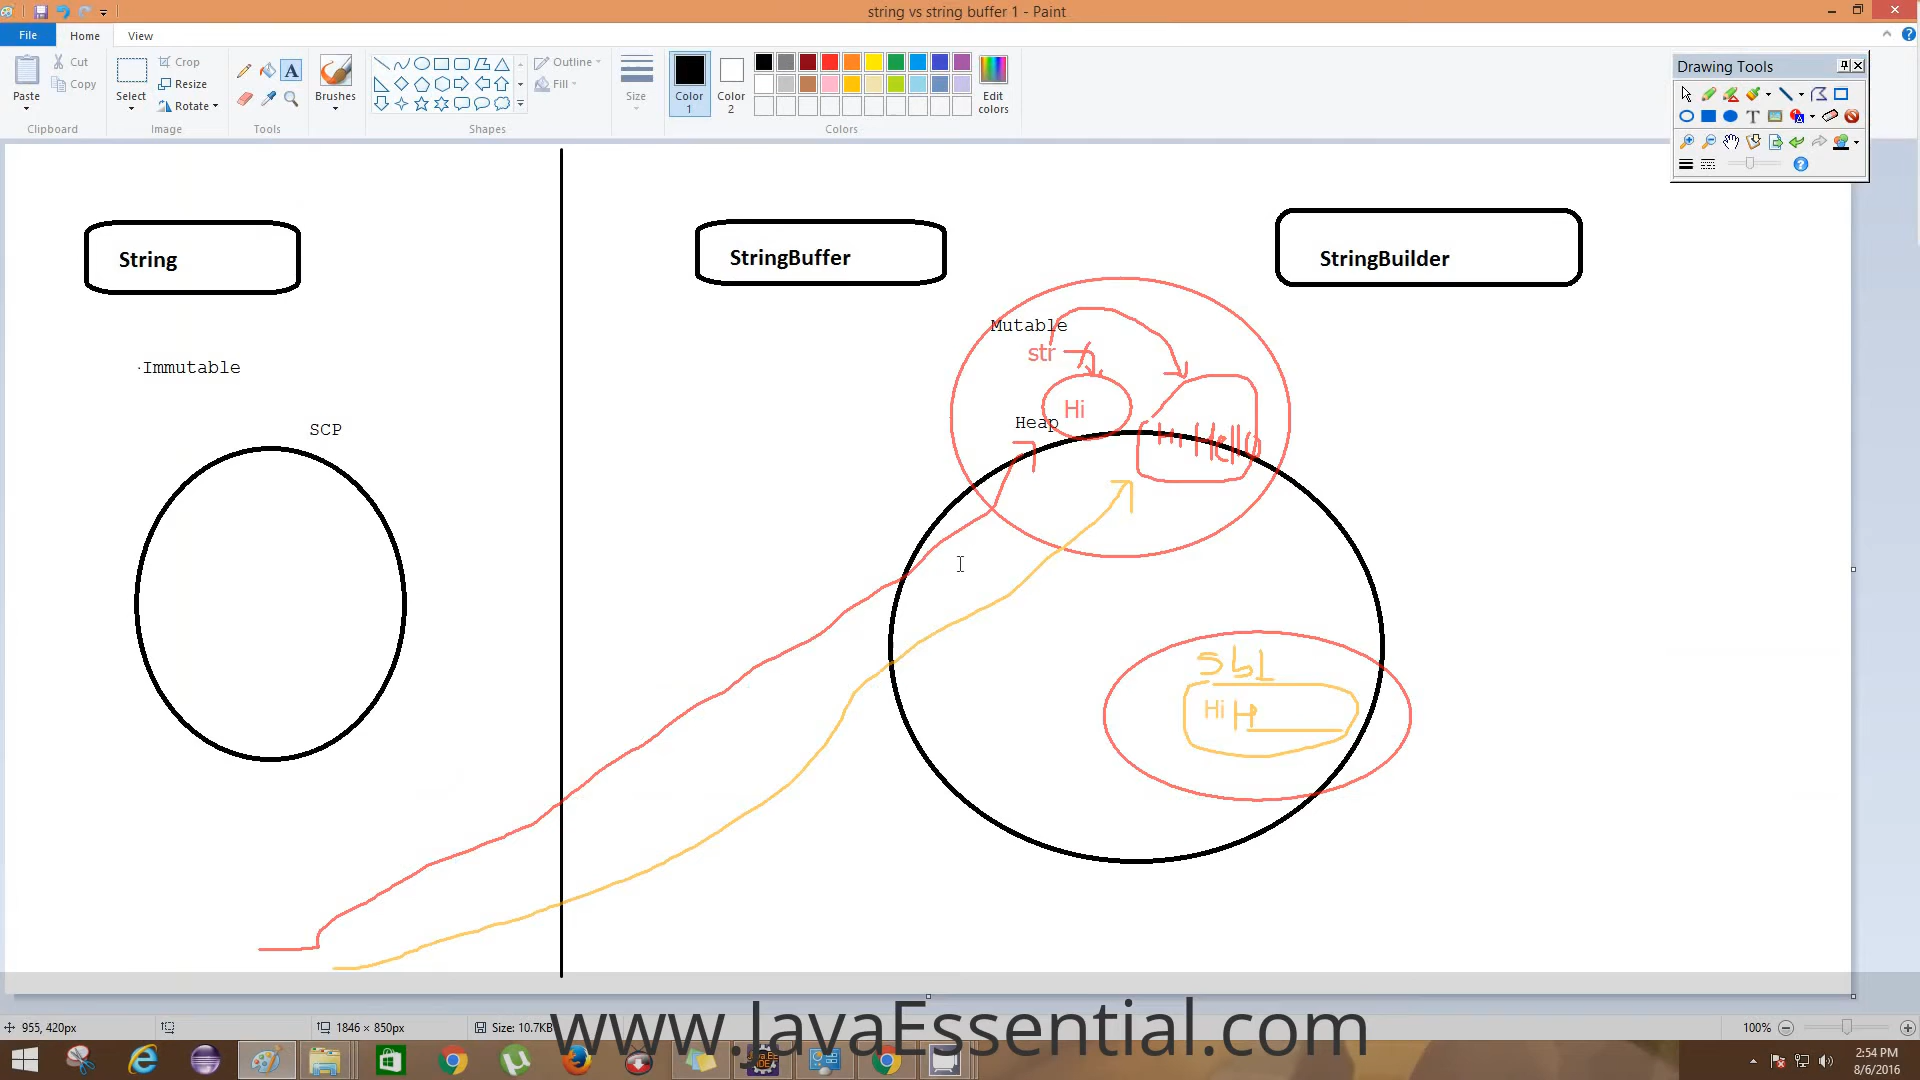 string vs string buffer 1 - Paint
File Home View
Cut
Copy
Paste
Clipboard
Select
Crop
Resize
Rotate
Image
Tools
Brushes
Shapes
Outline
Fill
Size
Color 1
Color 2
Edit colors
Colors
Drawing Tools
String
StringBuffer
StringBuilder
Mutable
str
·Immutable
Hi
Heap
SCP
Hi Hello
sb1
Hi H
www.JavaEssential.com
955, 420px
1846 × 850px
Size: 10.7KB
100%
2:54 PM
8/6/2016